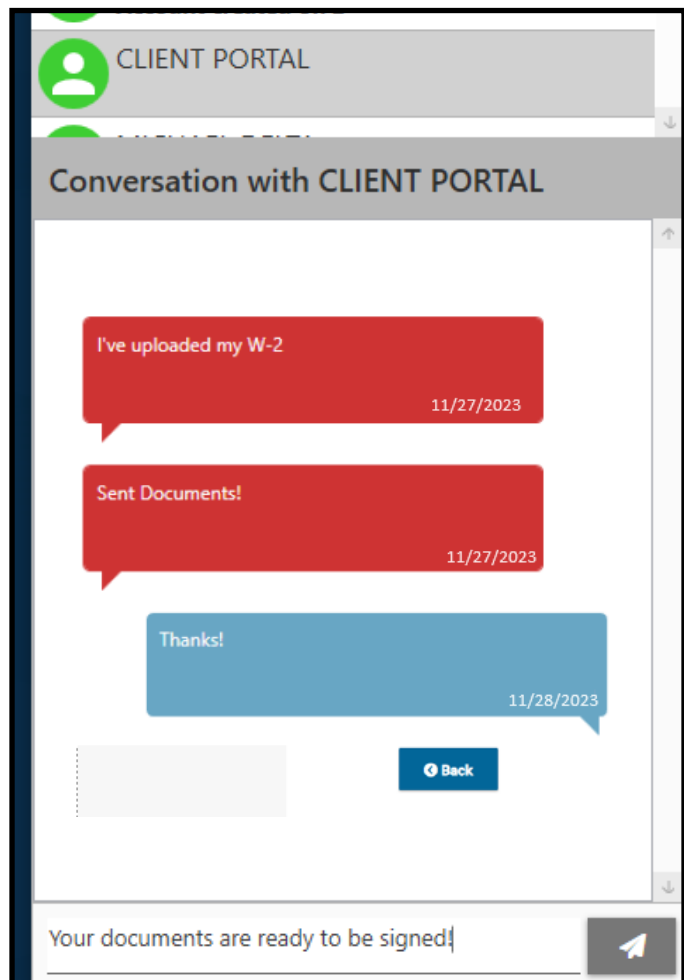 CLIENT PORTAL
Conversation with CLIENT PORTAL
I've uploaded my W-2
11/27/2023
Sent Documents!
11/27/2023
Thanks!
11/28/2023
Back
Your documents are ready to be signed!